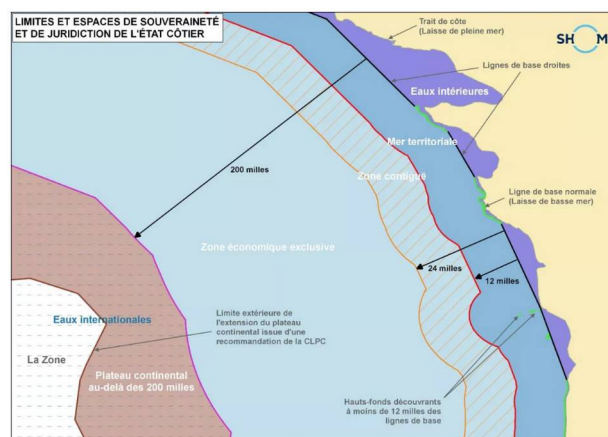 LIMITES ET ESPACES DE SOUVERAINETÉ
ET DE JURIDICTION DE L'ÉTAT CÔTIER
Trait de côte
(Laisse de pleine mer)
SHOM
Lignes de base droites
Eaux intérieures
Mer territoriale
200 milles
Zone contiguë
Ligne de base normale
(Laisse de basse mer)
Zone économique exclusive
24 milles
12 milles
Limite extérieure de
l'extension du plateau
continental issue d'une
recommandation de la CLPC
Eaux internationales
La Zone
Plateau continental
au-delà des 200 milles
Hauts-fonds découvrants
à moins de 12 milles des
lignes de base